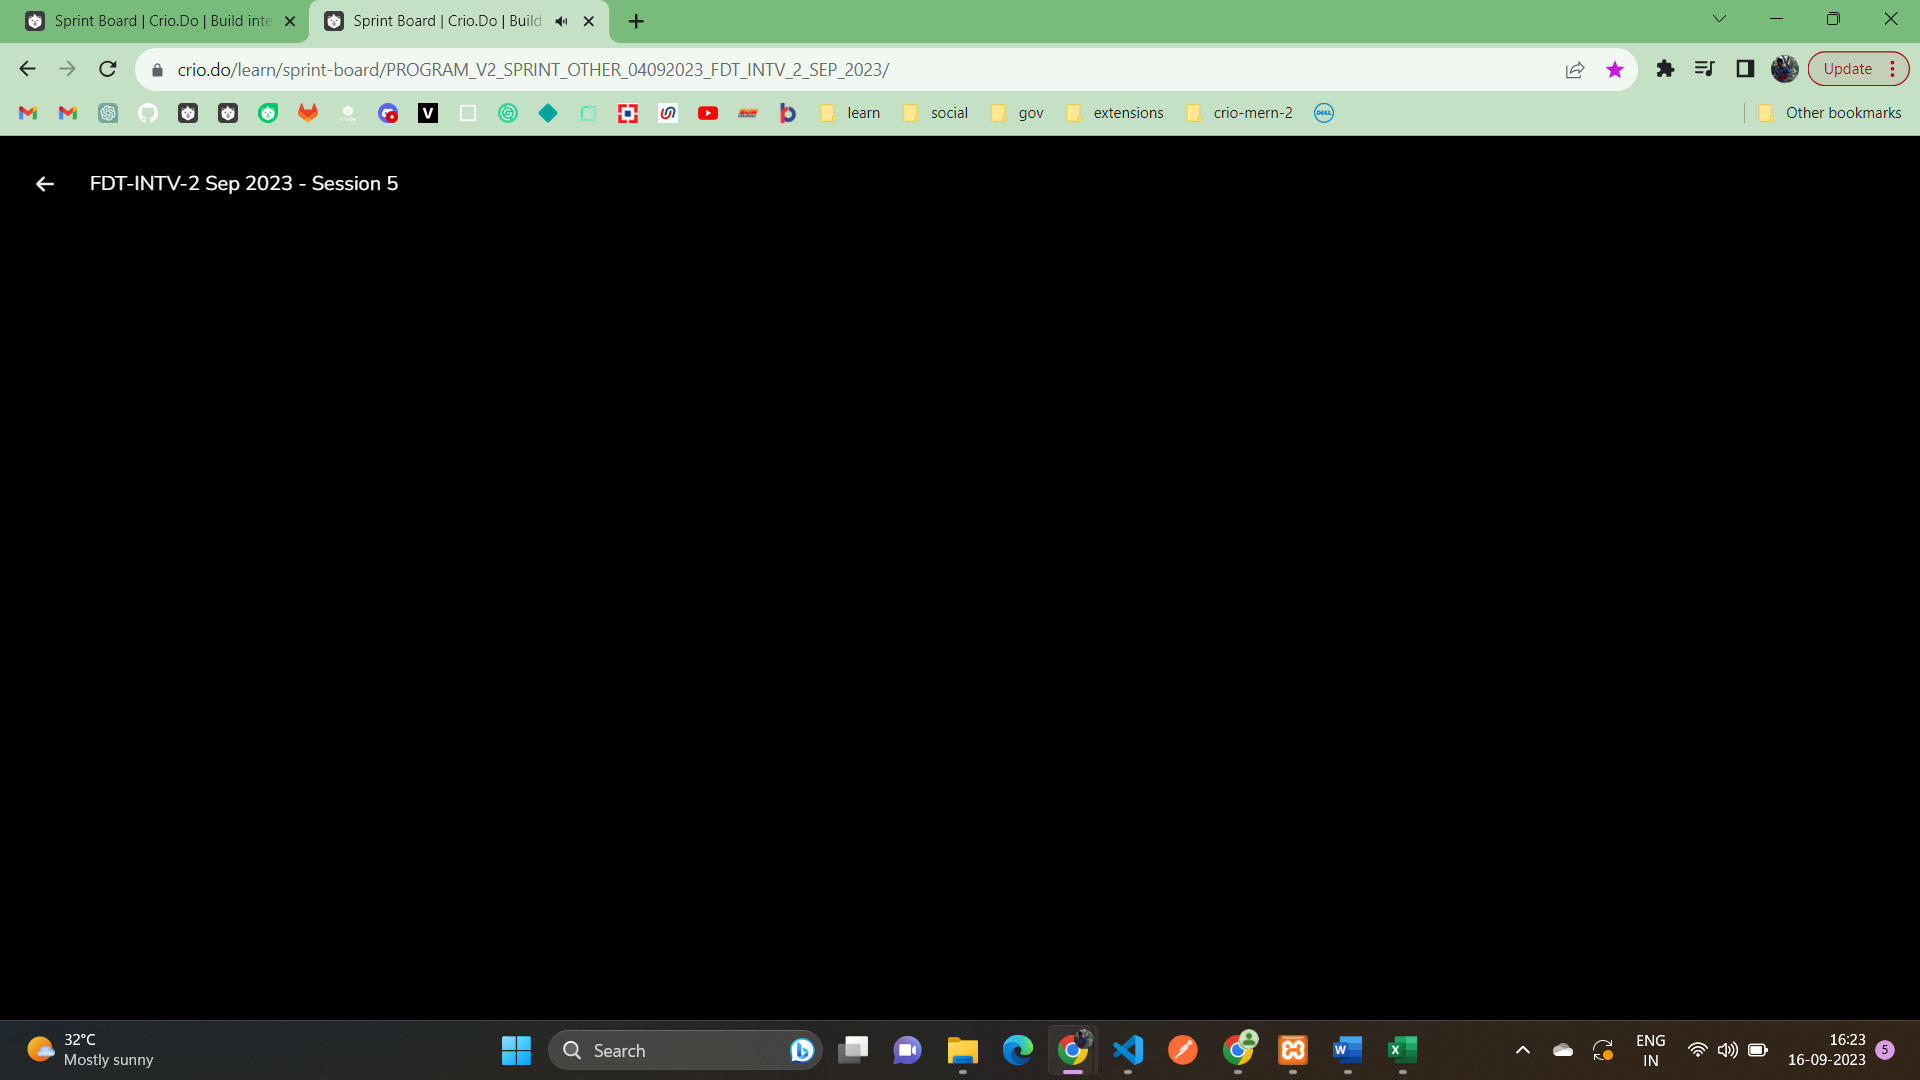 Sprint Board | Crio.Do | Build inte
Sprint Board | Crio.Do | Build
crio.do/learn/sprint-board/PROGRAM_V2_SPRINT_OTHER_04092023_FDT_INTV_2_SEP_2023/
Update
learn
social
gov
extensions
crio-mern-2
DELL
Other bookmarks
FDT-INTV-2 Sep 2023 - Session 5
32°C
Mostly sunny
Search
ENG
IN
16:23
16-09-2023
5